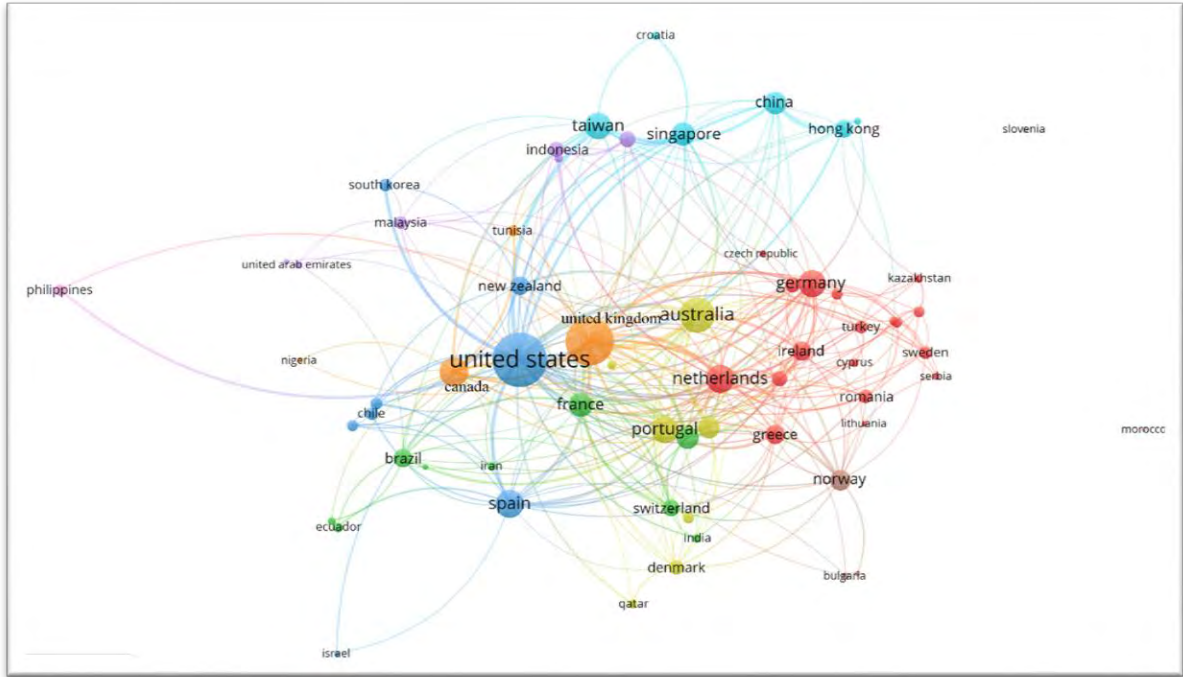 croatia
china
taiwan
singapore
hong kong
slovenia
indonesia
south korea
malaysia
tunisia
czech republic
united arab emirates
germany
kazakhstan
philippines
new zealand
united kingdom
australia
turkey
united states
ireland
sweden
nigeria
cyprus
netherlands
serbia
canada
france
romania
chile
lithuania
portugal
greece
moroccc
brazil
iran
norway
spain
switzerland
ecuador
india
denmark
bulgaria
qatar
israel